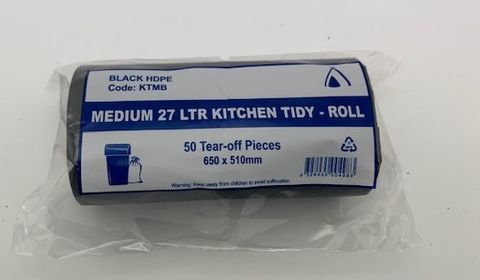 BLACK HDPE
Code: KTMB
MEDIUM 27 LTR KITCHEN TIDY - ROLL
50 Tear-off Pieces
650 x 510mm
Warning: Keep away from children to avoid suffocation.